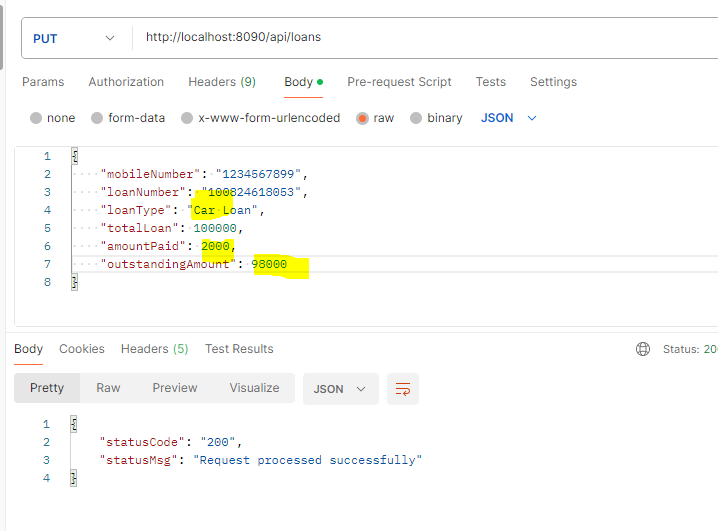 PUT http://localhost:8090/api/loans
Params Authorization Headers (9) Body Pre-request Script Tests Settings
none form-data x-www-form-urlencoded raw binary JSON
1 {
2 "mobileNumber": "1234567899",
3 "loanNumber": "100824618053",
4 "loanType": "Car Loan",
5 "totalLoan": 100000,
6 "amountPaid": 2000,
7 "outstandingAmount": 98000
8 }
Body Cookies Headers (5) Test Results Status: 20
Pretty Raw Preview Visualize JSON
1 {
2 "statusCode": "200",
3 "statusMsg": "Request processed successfully"
4 }